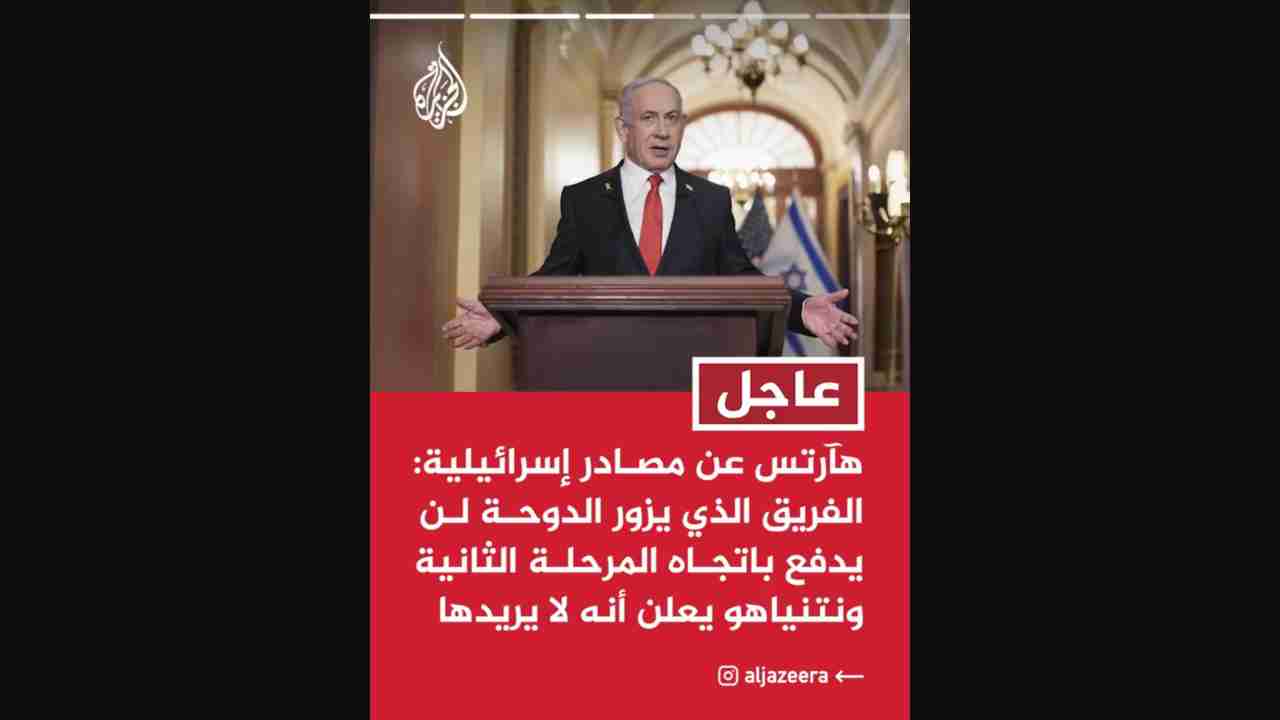 الجزيرة
عاجل
هآرتس عن مصادر إسرائيلية:
الفريق الذي يزور الدوحة لن
يدفع باتجاه المرحلة الثانية
ونتنياهو يعلن أنه لا يريدها
aljazeera